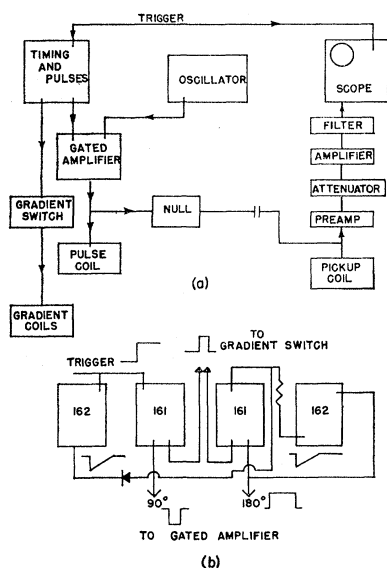 TRIGGER
TIMING
AND
PULSES
OSCILLATOR
SCOPE
GATED
AMPLIFIER
FILTER
AMPLIFIER
ATTENUATOR
GRADIENT
SWITCH
NULL
PREAMP
PULSE
COIL
PICKUP
COIL
(a)
GRADIENT
COILS
TO
GRADIENT SWITCH
TRIGGER
162
161
161
162
90°
180°
TO GATED AMPLIFIER
(b)